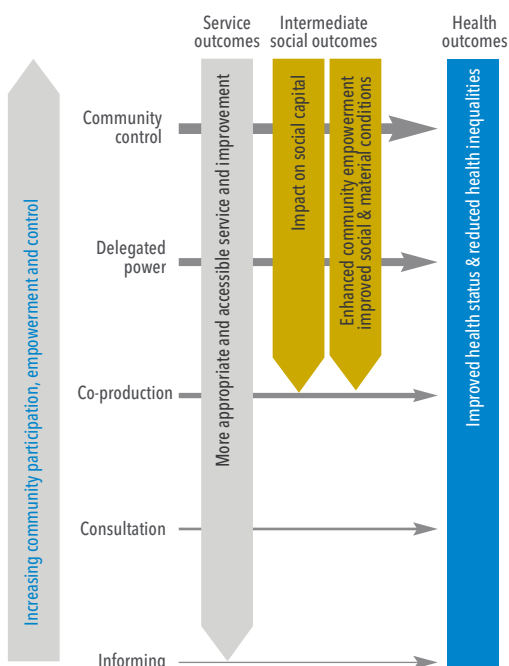 Service
outcomes
Intermediate
social outcomes
Health
outcomes
Increasing community participation, empowerment and control
Community
control
Delegated
power
Co-production
Consultation
Informing
More appropriate and accessible service and improvement
Impact on social capital
Enhanced community empowerment
improved social & material conditions
Improved health status & reduced health inequalities